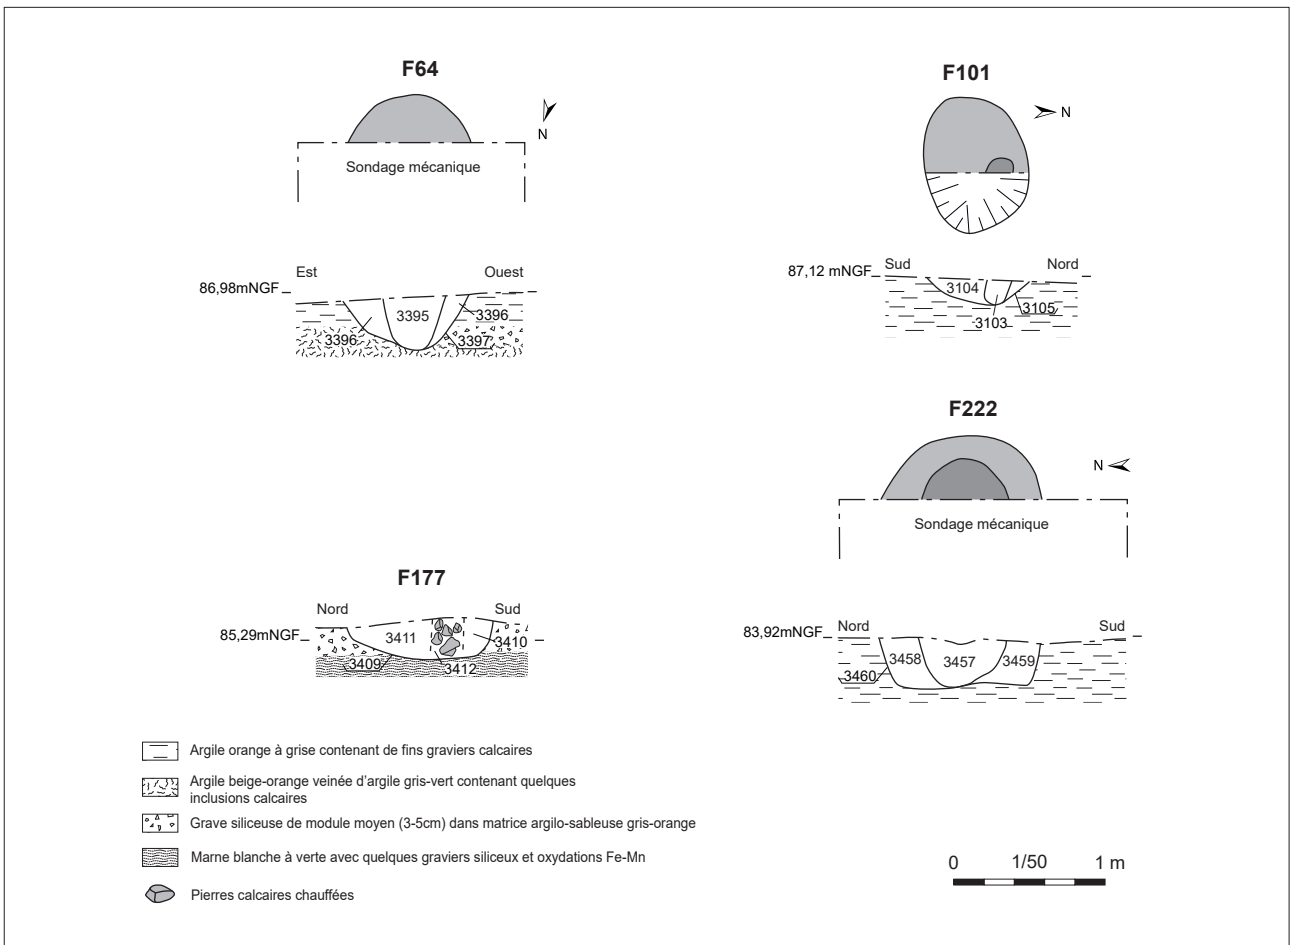 F64
N
Sondage mécanique
Est
Ouest
86,98mNGF
3395
3396
3396
3397
F101
N
87,12 mNGF
Sud
Nord
3104
3105
3103
F222
N
Sondage mécanique
Nord
Sud
83,92mNGF
3458
3457
3459
3460
F177
Nord
Sud
85,29mNGF
3411
3410
3409
3412
Argile orange à grise contenant de fins graviers calcaires
Argile beige-orange veinée d'argile gris-vert contenant quelques
inclusions calcaires
Grave siliceuse de module moyen (3-5cm) dans matrice argilo-sableuse gris-orange
Marne blanche à verte avec quelques graviers siliceux et oxydations Fe-Mn
Pierres calcaires chauffées
0 1/50 1 m